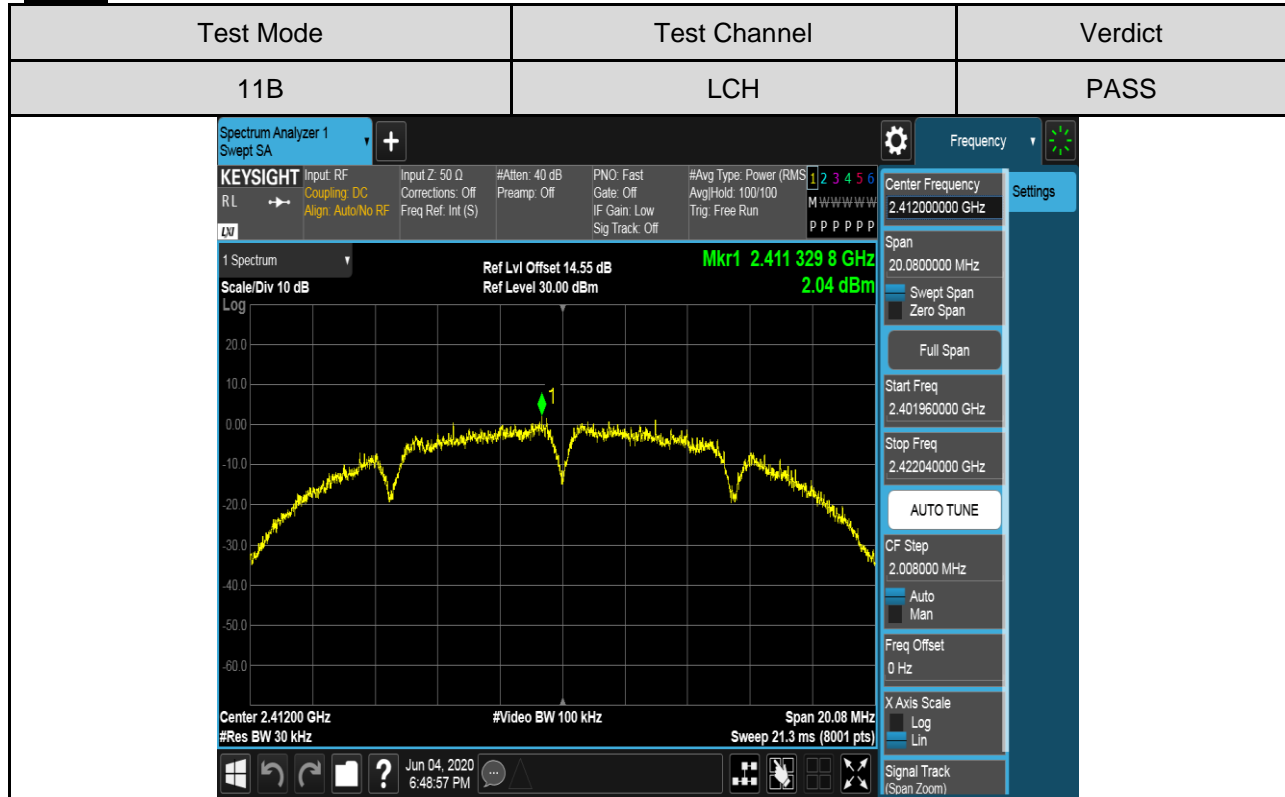 Test Mode Test Channel Verdict
11B LCH PASS
Spectrum Analyzer 1
Swept SA
+
Frequency
KEYSIGHT Input: RF Input Z: 50 Ω #Atten: 40 dB PNO: Fast #Avg Type: Power (RMS 1 2 3 4 5 6
RL Coupling: DC Corrections: Off Preamp: Off Gate: Off Avg|Hold: 100/100 M W W W W W
Align: Auto/No RF Freq Ref: Int (S) IF Gain: Low Trig: Free Run
LXI Sig Track: Off P P P P P P
1 Spectrum
Ref Lvl Offset 14.55 dB Mkr1 2.411 329 8 GHz
Scale/Div 10 dB Ref Level 30.00 dBm 2.04 dBm
Log
20.0
10.0
1
0.00
-10.0
-20.0
-30.0
-40.0
-50.0
-60.0
Center 2.41200 GHz #Video BW 100 kHz Span 20.08 MHz
#Res BW 30 kHz Sweep 21.3 ms (8001 pts)
Center Frequency
2.412000000 GHz
Settings
Span
20.0800000 MHz
Swept Span
Zero Span
Full Span
Start Freq
2.401960000 GHz
Stop Freq
2.422040000 GHz
AUTO TUNE
CF Step
2.008000 MHz
Auto
Man
Freq Offset
0 Hz
X Axis Scale
Log
Lin
Signal Track
(Span Zoom)
?
Jun 04, 2020
6:48:57 PM